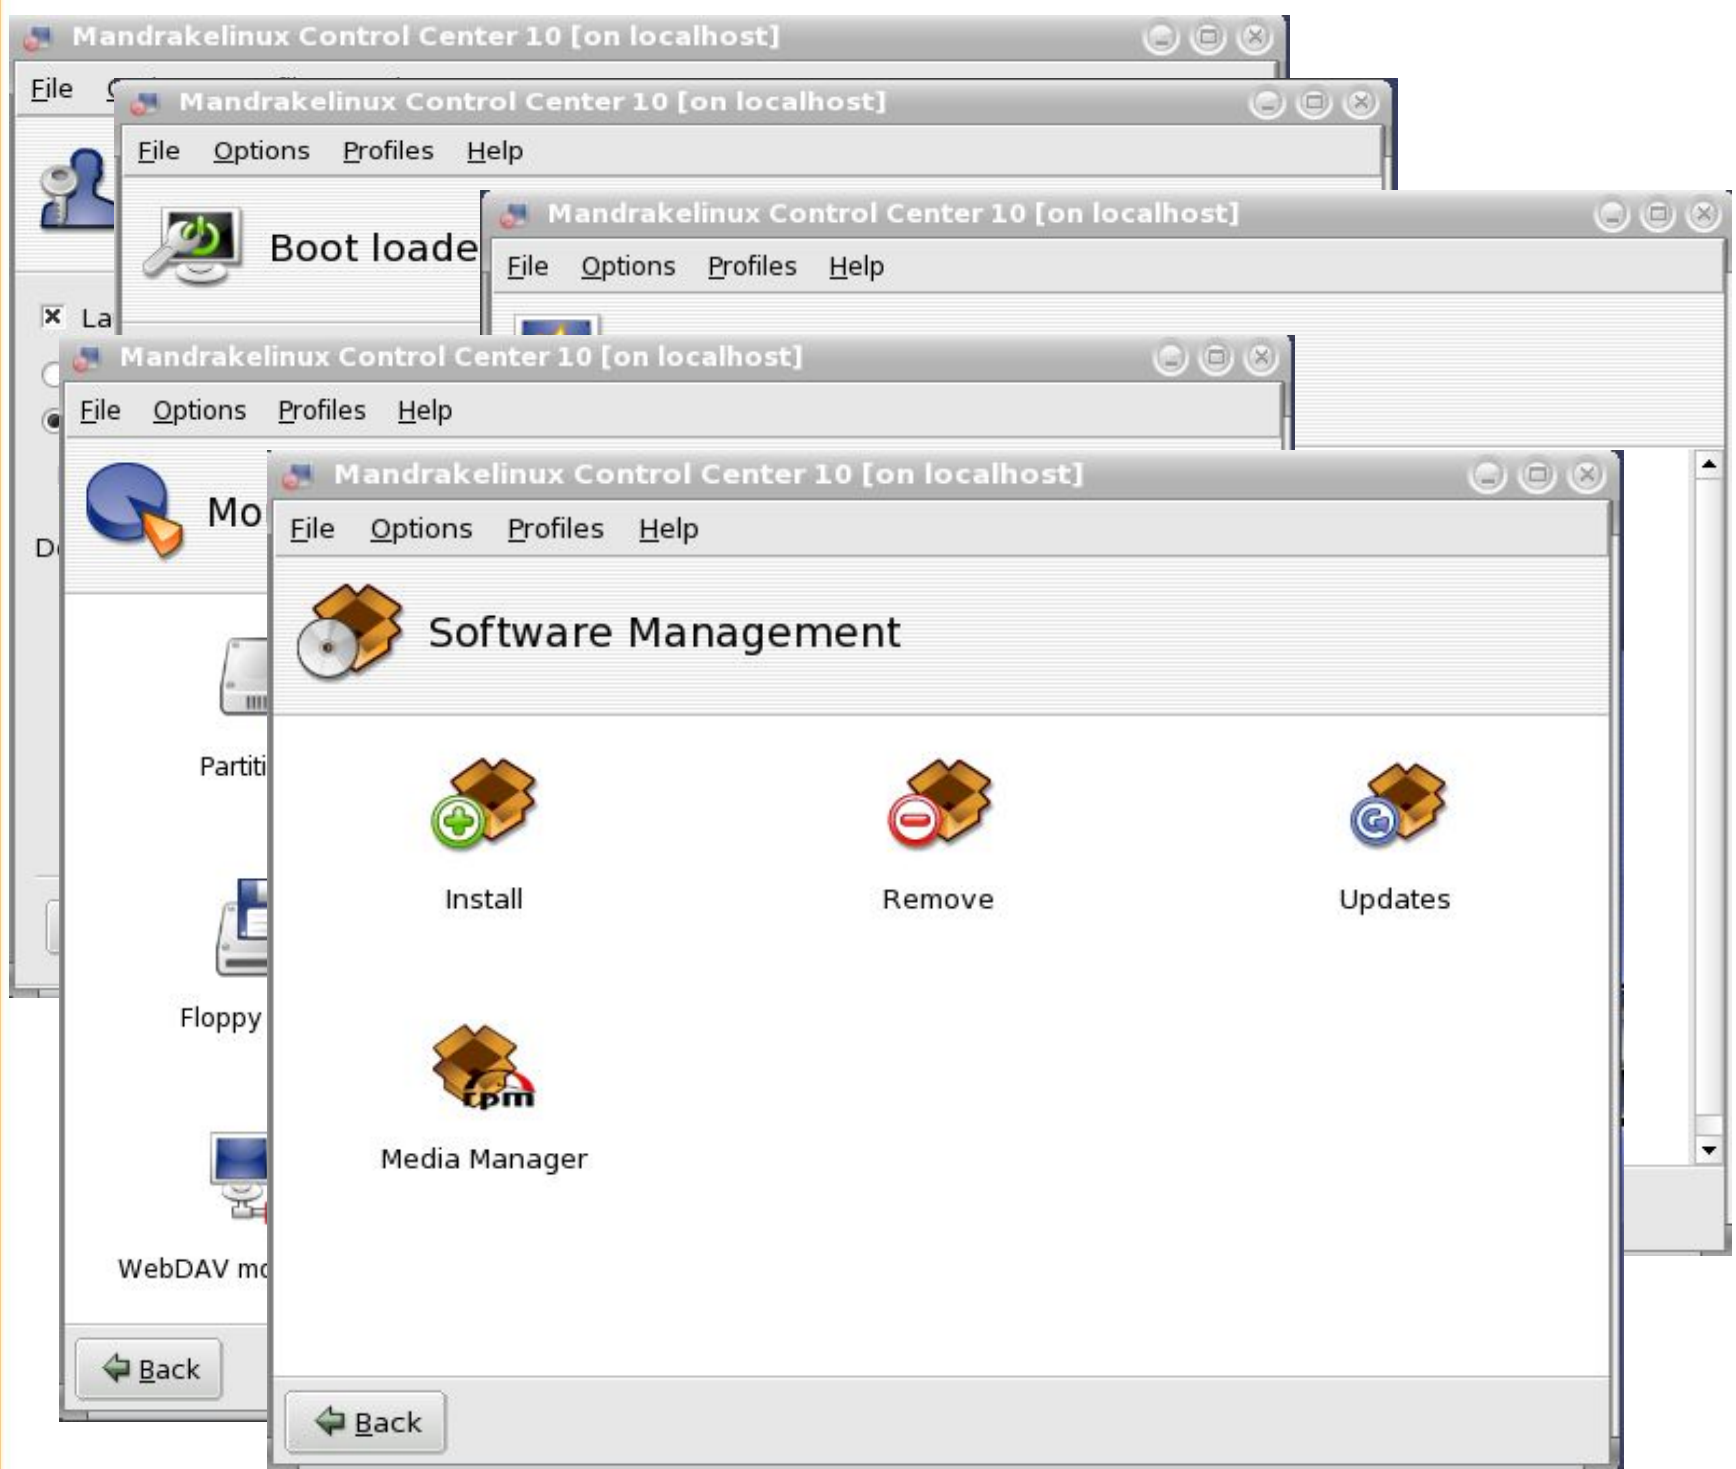 Mandrakelinux Control Center 10 [on localhost]
File
Mandrakelinux Control Center 10 [on localhost]
File Options Profiles Help
Boot loade
Mandrakelinux Control Center 10 [on localhost]
File Options Profiles Help
La
Mandrakelinux Control Center 10 [on localhost]
File Options Profiles Help
Mo
D
Mandrakelinux Control Center 10 [on localhost]
File Options Profiles Help
Software Management
Partiti
Install Remove Updates
Floppy
rpm
Media Manager
WebDAV mo
Back
Back